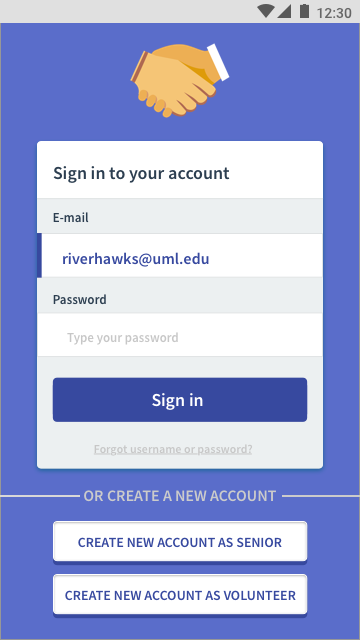 12:30
Sign in to your account
E-mail
riverhawks@uml.edu
Password
Type your password
Sign in
Forgot username or password?
OR CREATE A NEW ACCOUNT
CREATE NEW ACCOUNT AS SENIOR
CREATE NEW ACCOUNT AS VOLUNTEER